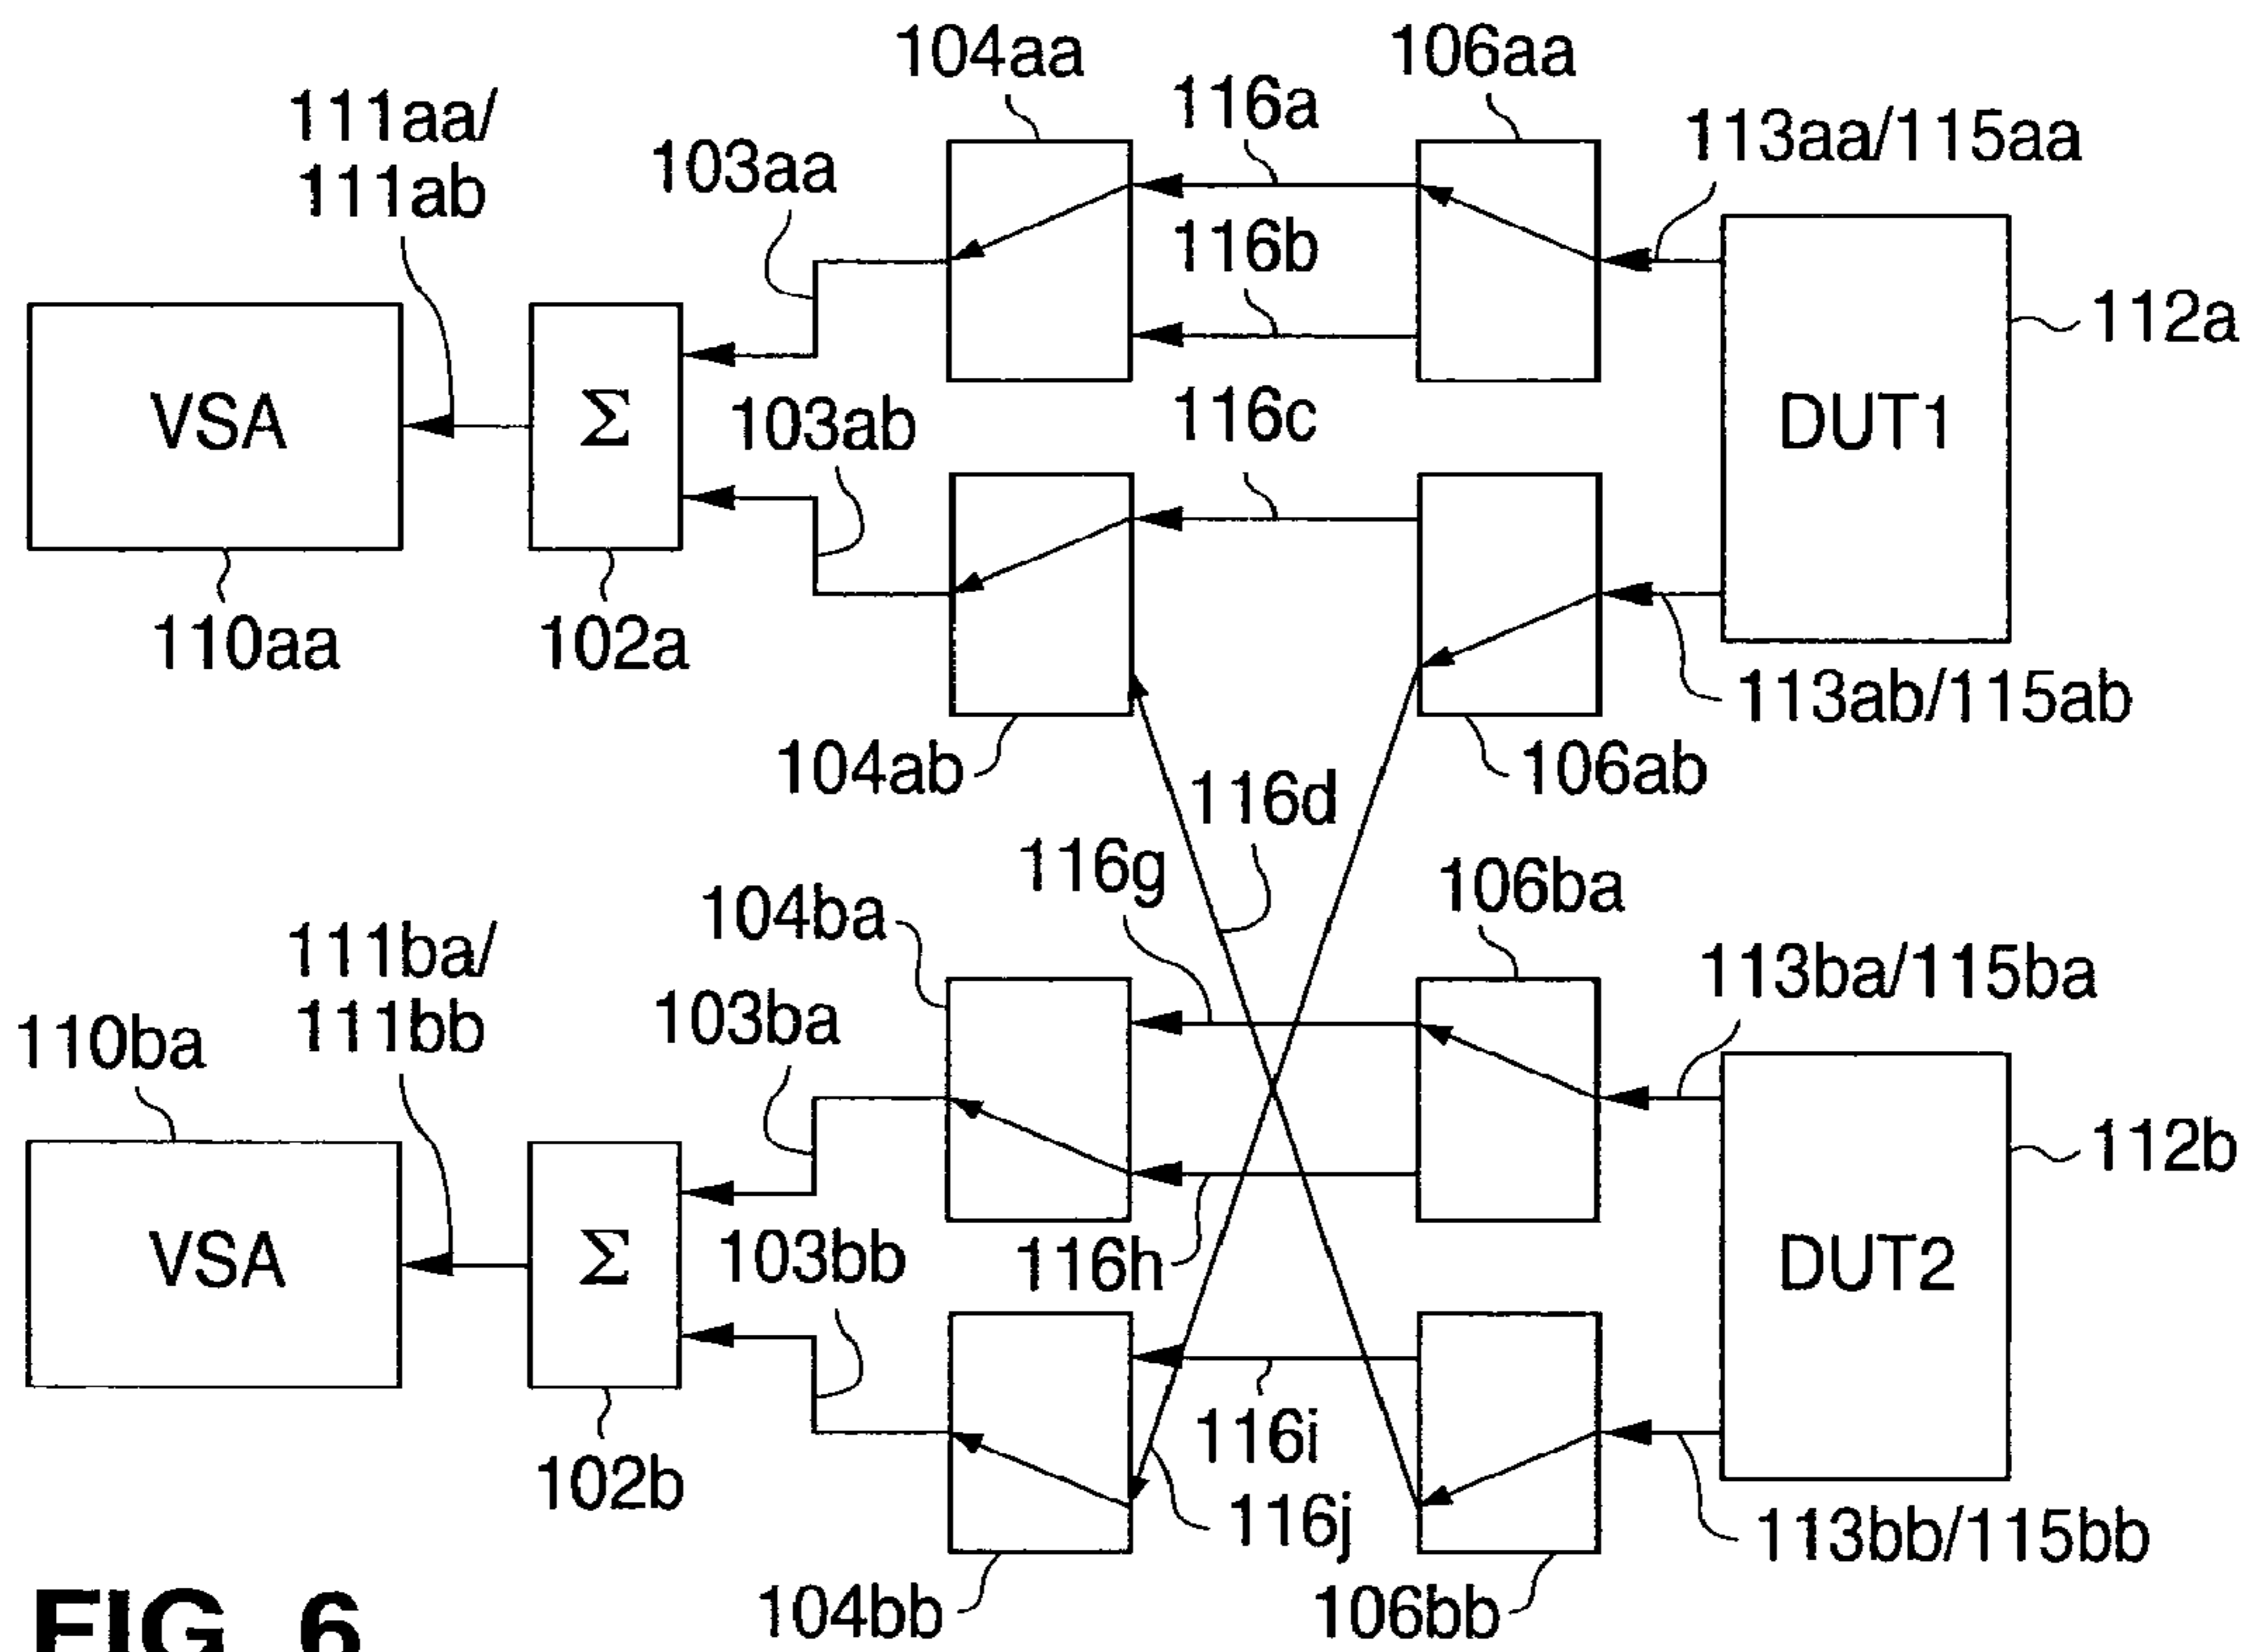 104aa
106aa
116a
111aa/
111ab
103aa
113aa/115aa
116b
112a
VSA
Σ
103ab
116c
DUT1
110aa
102a
113ab/115ab
104ab
106ab
116d
116g
106ba
104ba
111ba/
111bb
103ba
113ba/115ba
110ba
112b
VSA
Σ
103bb
116h
DUT2
116i
102b
116j
113bb/115bb
104bb
106bb
FIG. 6